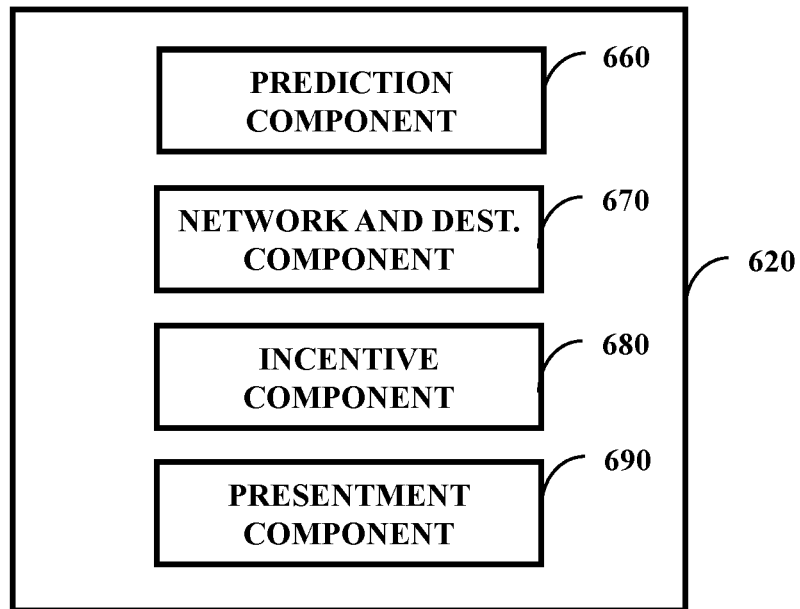 PREDICTION
COMPONENT
660
NETWORK AND DEST.
COMPONENT
670
620
INCENTIVE
COMPONENT
680
PRESENTMENT
COMPONENT
690